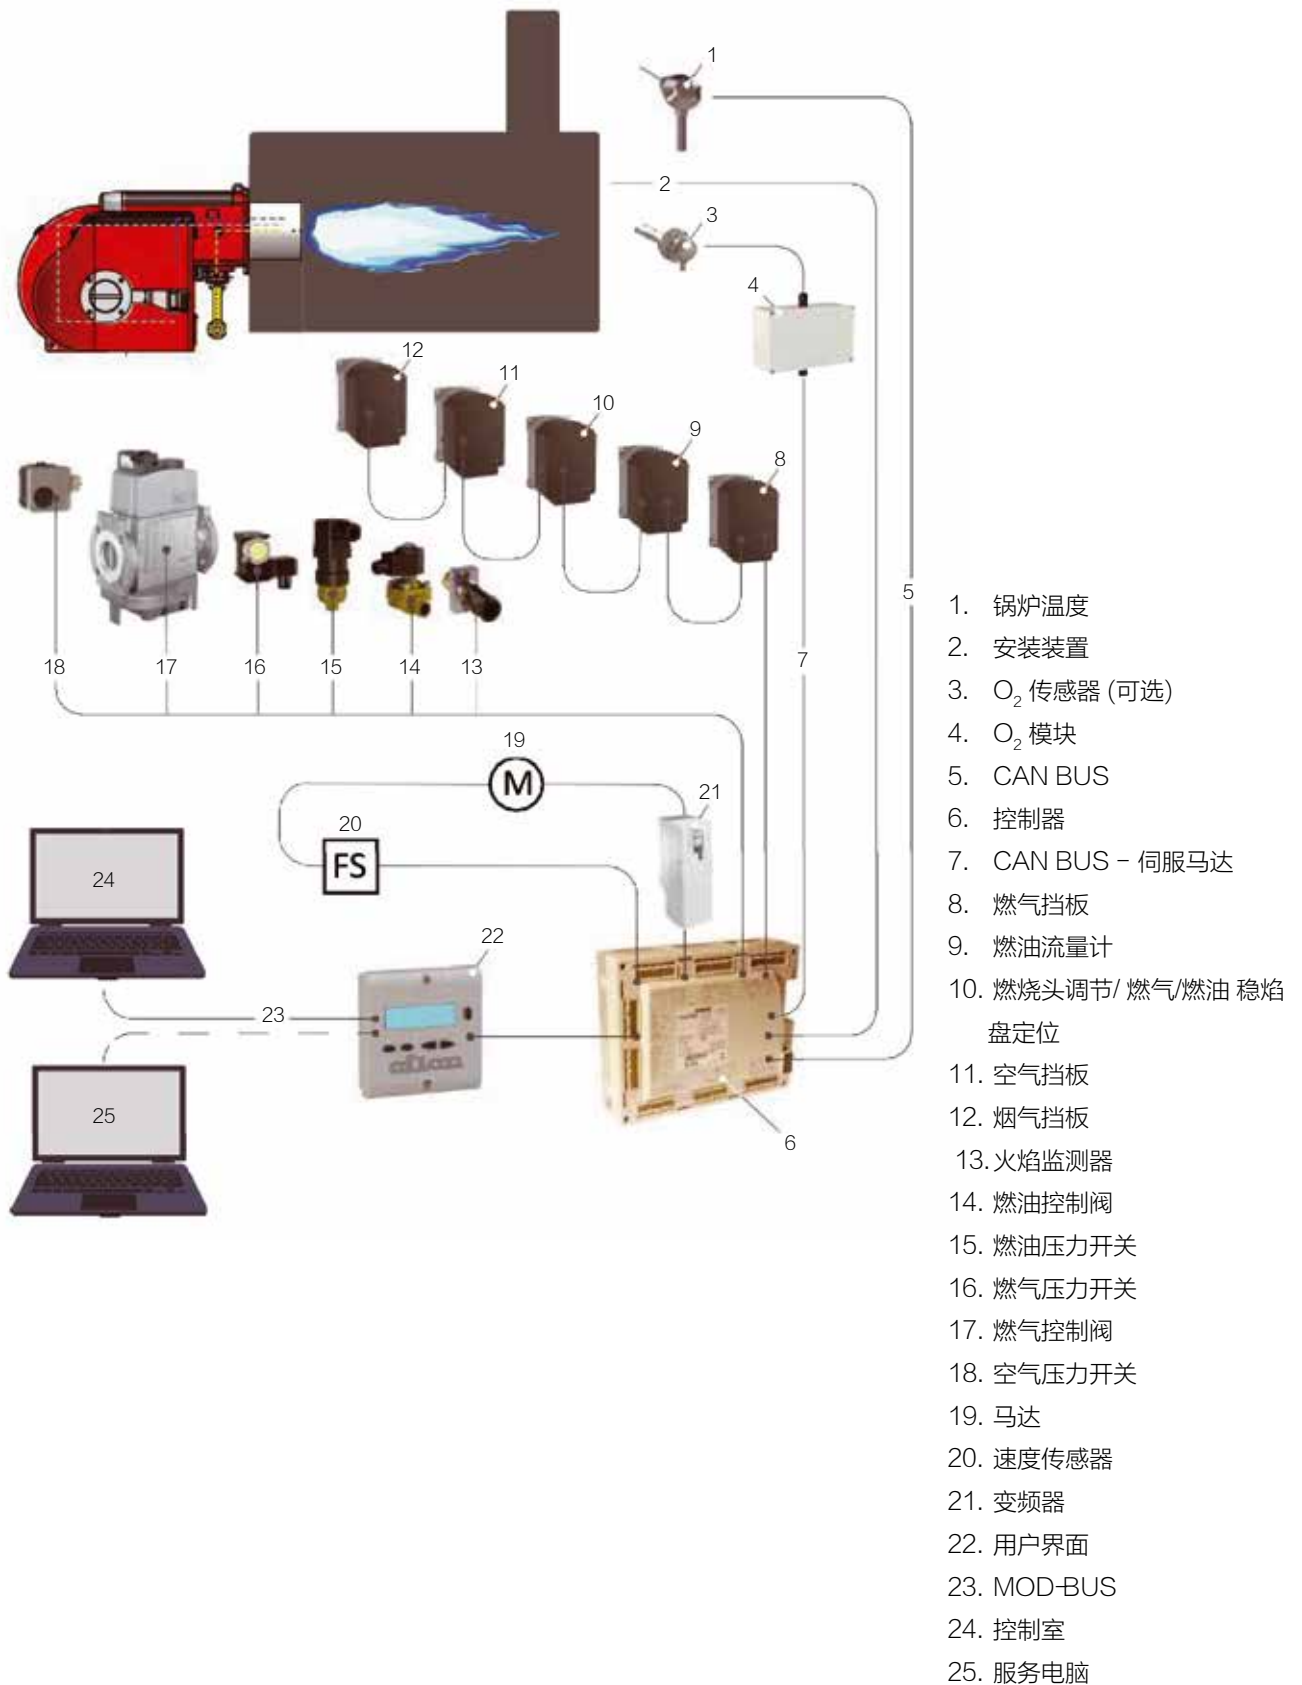 1
2
3
4
12
11
10
9
8
5
18
17
16
15
14
13
7
19
M
21
20
FS
24
22
23
25
6
1. 锅炉温度
2. 安装装置
3. O₂ 传感器 (可选)
4. O₂ 模块
5. CAN BUS
6. 控制器
7. CAN BUS - 伺服马达
8. 燃气挡板
9. 燃油流量计
10. 燃烧头调节/ 燃气/燃油 稳焰
盘定位
11. 空气挡板
12. 烟气挡板
13. 火焰监测器
14. 燃油控制阀
15. 燃油压力开关
16. 燃气压力开关
17. 燃气控制阀
18. 空气压力开关
19. 马达
20. 速度传感器
21. 变频器
22. 用户界面
23. MOD-BUS
24. 控制室
25. 服务电脑